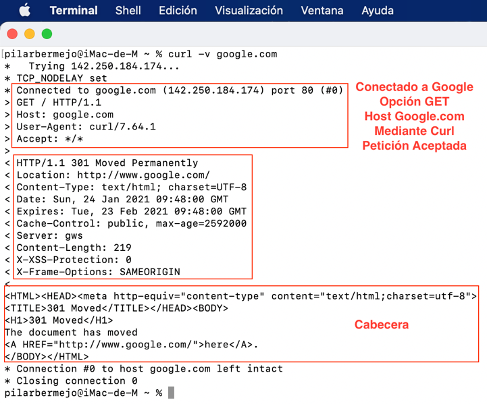 Terminal Shell Edición Visualización Ventana Ayuda
pilarbermejo@iMac-de-M ~ % curl -v google.com
*   Trying 142.250.184.174...
* TCP_NODELAY set
* Connected to google.com (142.250.184.174) port 80 (#0)
> GET / HTTP/1.1
> Host: google.com
> User-Agent: curl/7.64.1
> Accept: */*
>
Conectado a Google
Opción GET
Host Google.com
Mediante Curl
Petición Aceptada
< HTTP/1.1 301 Moved Permanently
< Location: http://www.google.com/
< Content-Type: text/html; charset=UTF-8
< Date: Sun, 24 Jan 2021 09:48:00 GMT
< Expires: Tue, 23 Feb 2021 09:48:00 GMT
< Cache-Control: public, max-age=2592000
< Server: gws
< Content-Length: 219
< X-XSS-Protection: 0
< X-Frame-Options: SAMEORIGIN
<
<HTML><HEAD><meta http-equiv="content-type" content="text/html;charset=utf-8">
<TITLE>301 Moved</TITLE></HEAD><BODY>
<H1>301 Moved</H1>
The document has moved
<A HREF="http://www.google.com/">here</A>.
</BODY></HTML>
Cabecera
* Connection #0 to host google.com left intact
* Closing connection 0
pilarbermejo@iMac-de-M ~ %